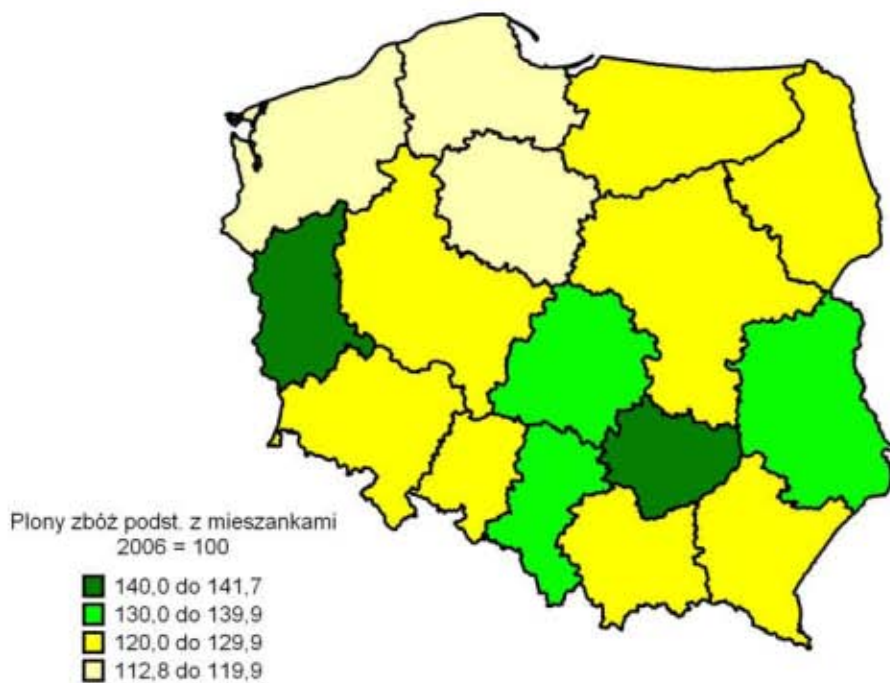 Plony zbóż podst. z mieszankami
2006 = 100
140,0 do 141,7
130,0 do 139,9
120,0 do 129,9
112,8 do 119,9